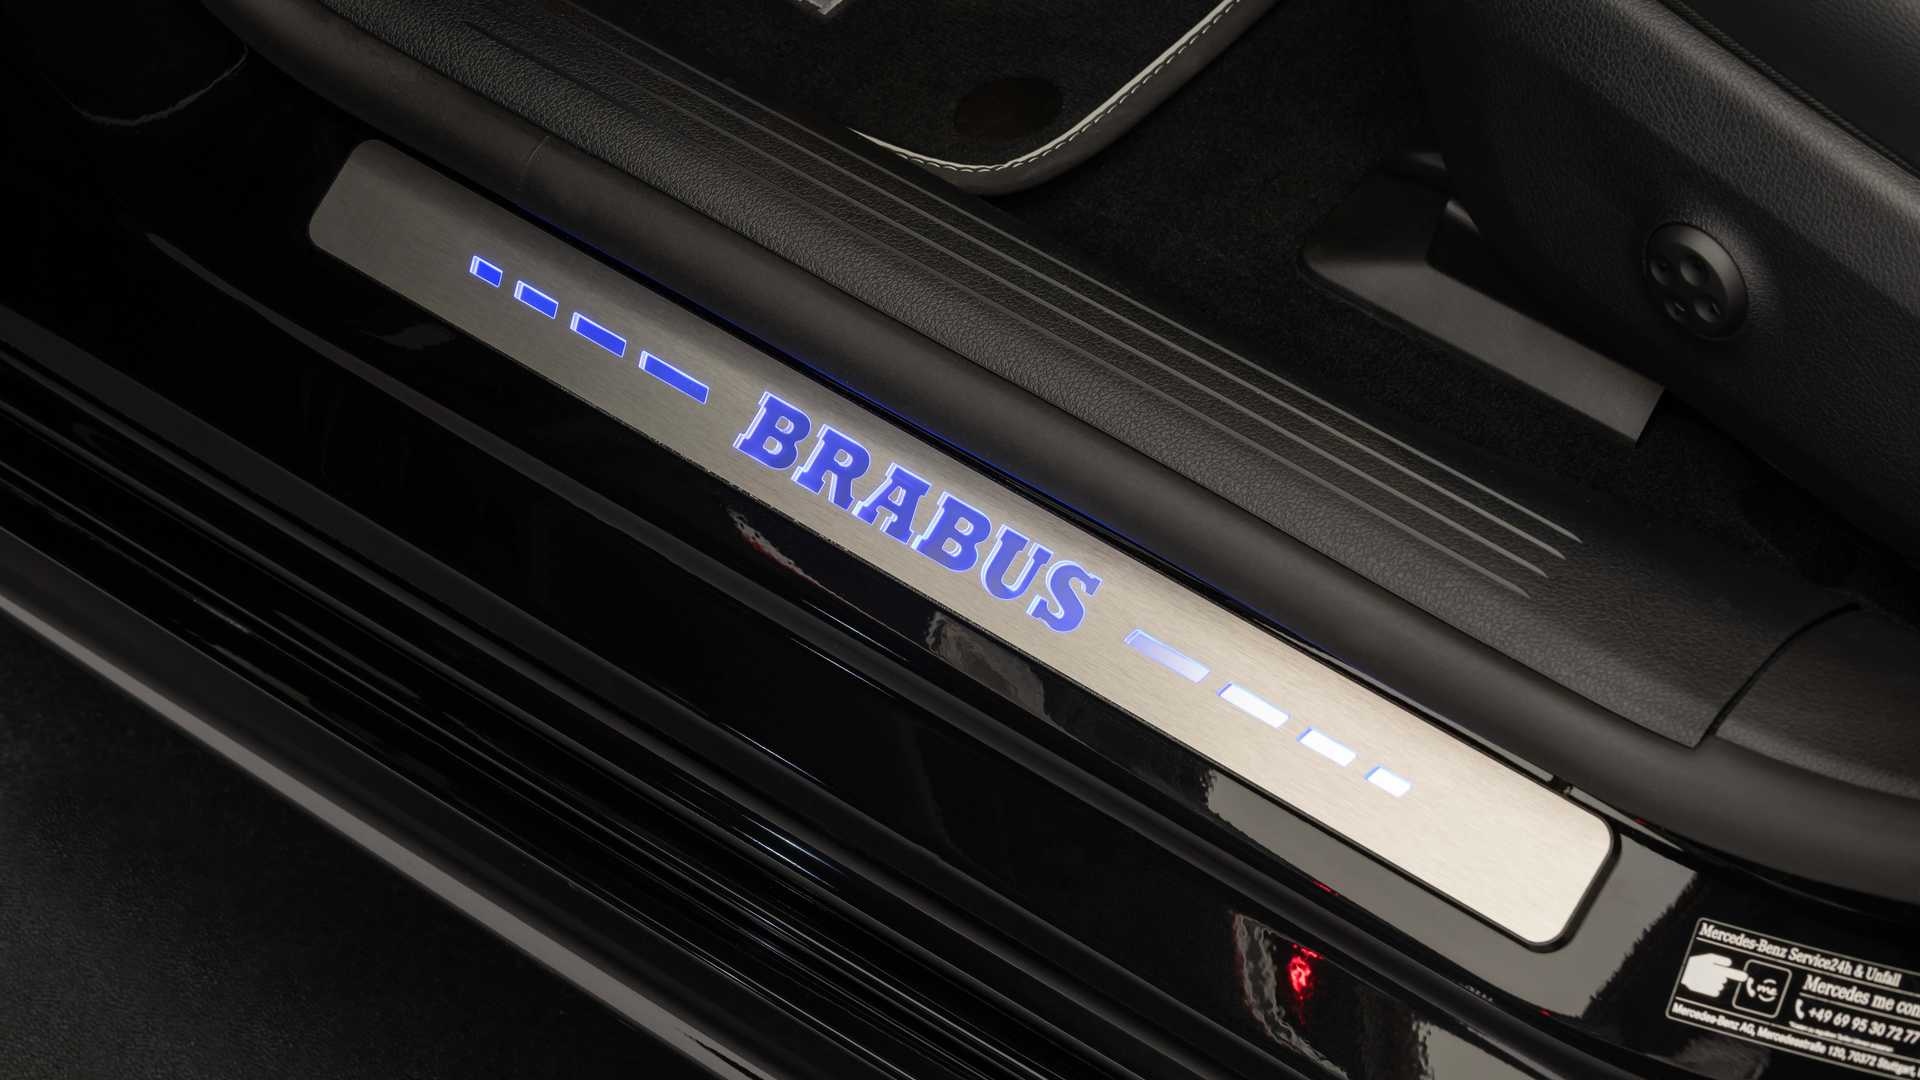 BRABUS
Mercedes-Benz Service24h & Unfall
me
Mercedes me con
+49 69 95 30 72 77
Mercedes-Benz AG, Mercedesstraße 120, 70372 Stuttgart,